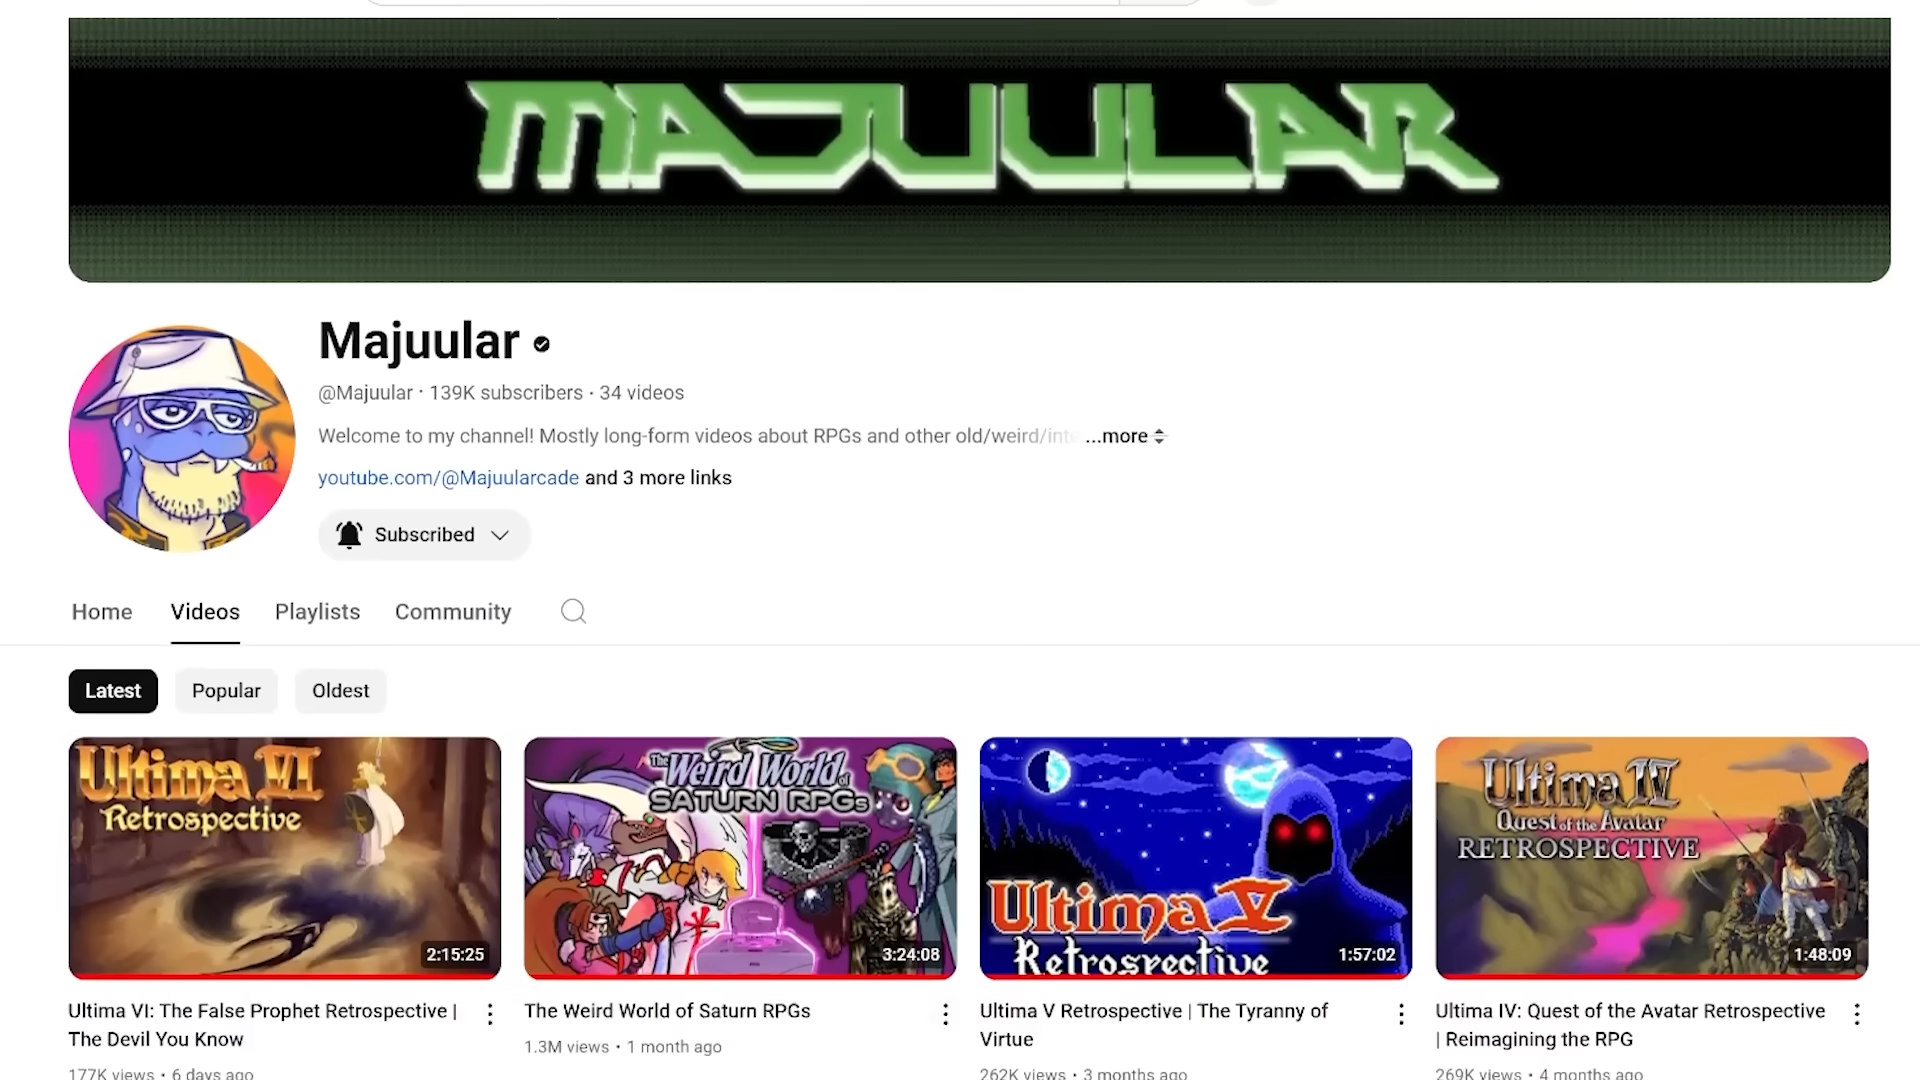 MAJUULAR
Majuular
@Majuular · 139K subscribers · 34 videos
Welcome to my channel! Mostly long-form videos about RPGs and other old/weird/inte ...more
youtube.com/@Majuularcade and 3 more links
Subscribed
Home Videos Playlists Community
Latest Popular Oldest
Ultima VI
Retrospective
2:15:25
The Weird World of
SATURN RPGs
3:24:08
Ultima V
Retrospective
1:57:02
Ultima IV
Quest of the Avatar
RETROSPECTIVE
1:48:09
Ultima VI: The False Prophet Retrospective |
The Devil You Know
177K views • 6 days ago
The Weird World of Saturn RPGs
1.3M views • 1 month ago
Ultima V Retrospective | The Tyranny of
Virtue
262K views • 3 months ago
Ultima IV: Quest of the Avatar Retrospective
| Reimagining the RPG
269K views • 4 months ago